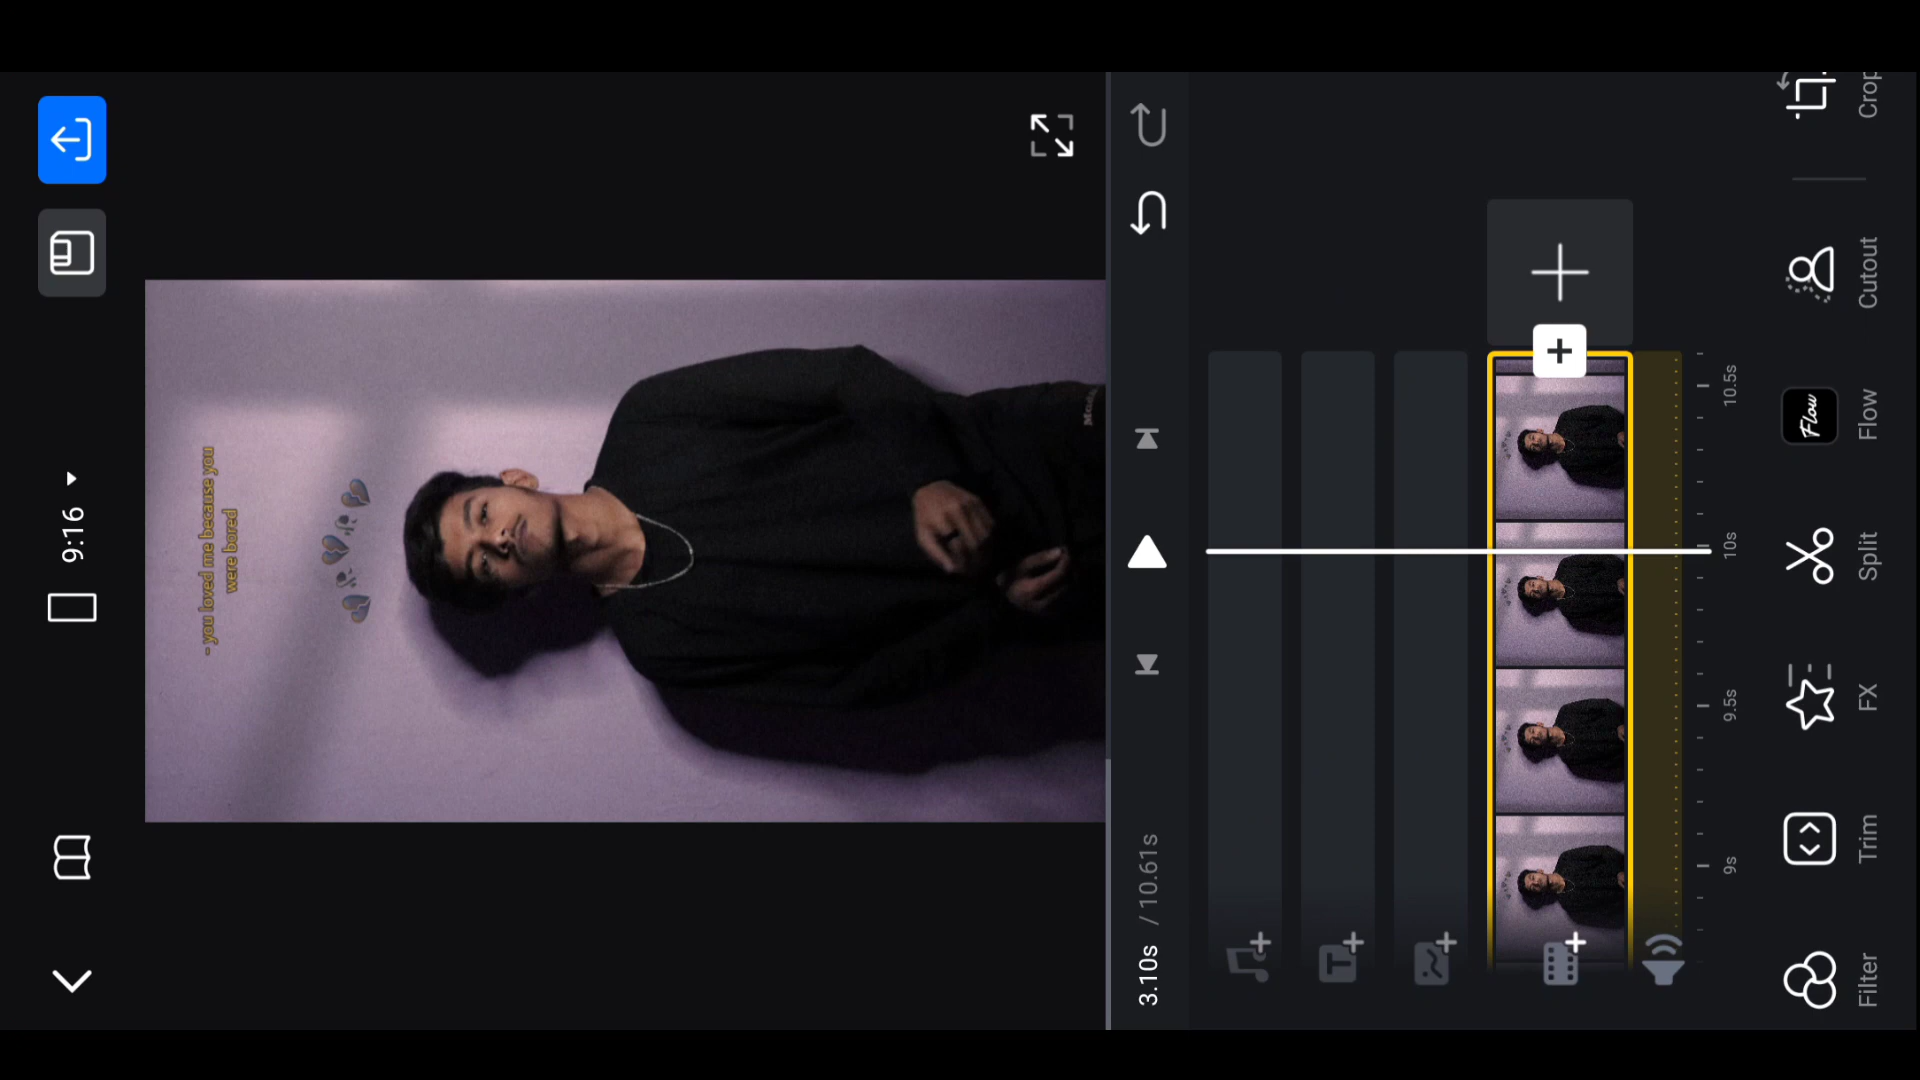 9:16
- you loved me because you
were bored
3.10s / 10.61s
9s
9.5s
10s
10.5s
Filter
Trim
FX
Split
Flow
Flow
Cutout
Crop